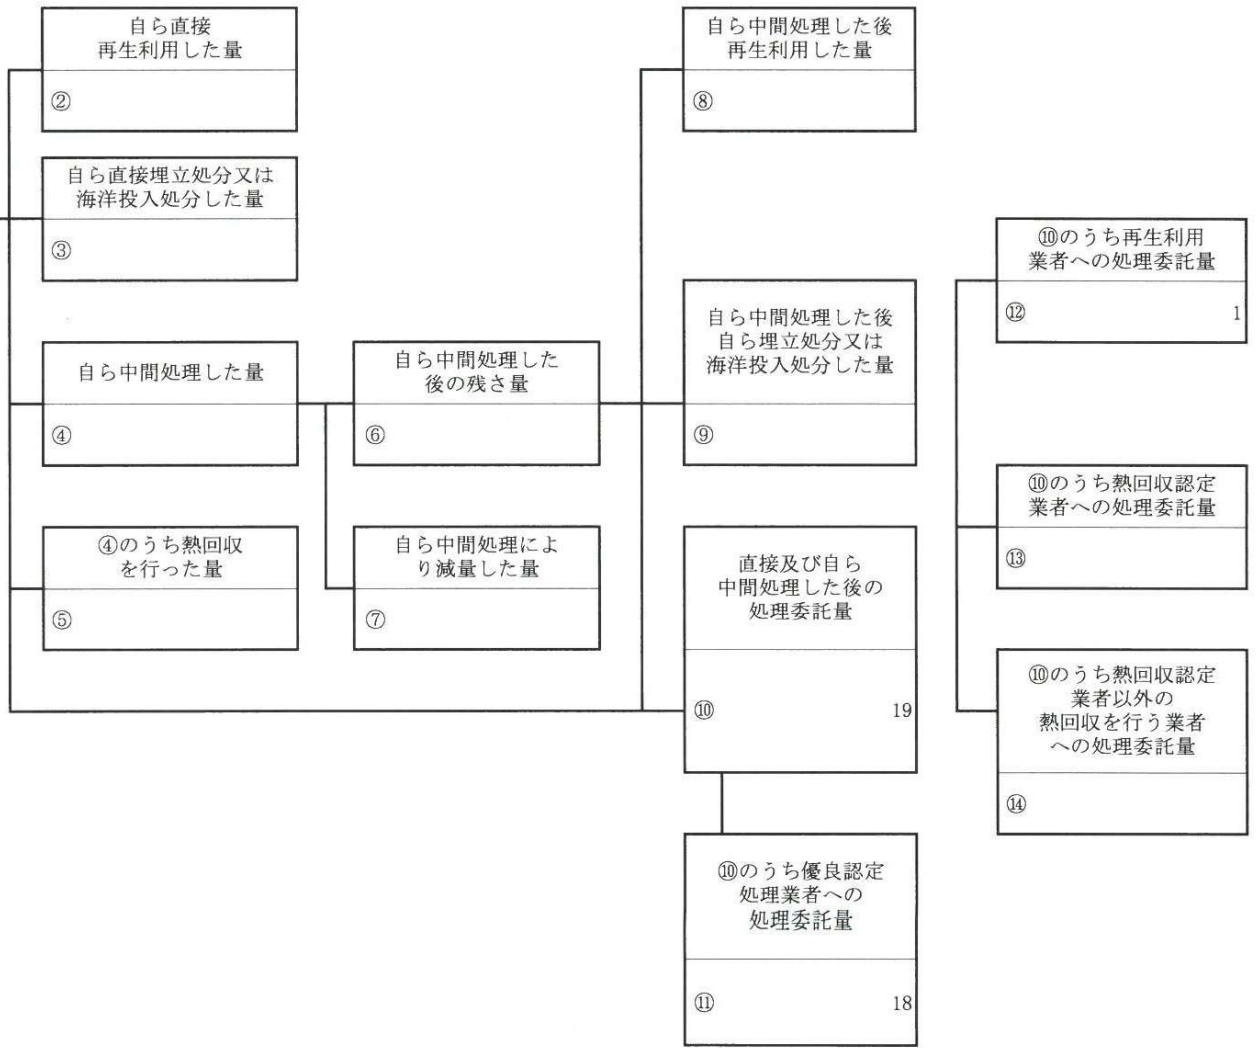 自ら直接
再生利用した量
②
自ら直接埋立処分又は
海洋投入処分した量
③
自ら中間処理した量
④
④のうち熱回収
を行った量
⑤
自ら中間処理した
後の残さ量
⑥
自ら中間処理によ
り減量した量
⑦
自ら中間処理した後
再生利用した量
⑧
自ら中間処理した後
自ら埋立処分又は
海洋投入処分した量
⑨
直接及び自ら
中間処理した後の
処理委託量
⑩ 19
⑩のうち優良認定
処理業者への
処理委託量
⑪ 18
⑩のうち再生利用
業者への処理委託量
⑫ 1
⑩のうち熱回収認定
業者への処理委託量
⑬
⑩のうち熱回収認定
業者以外の
熱回収を行う業者
への処理委託量
⑭